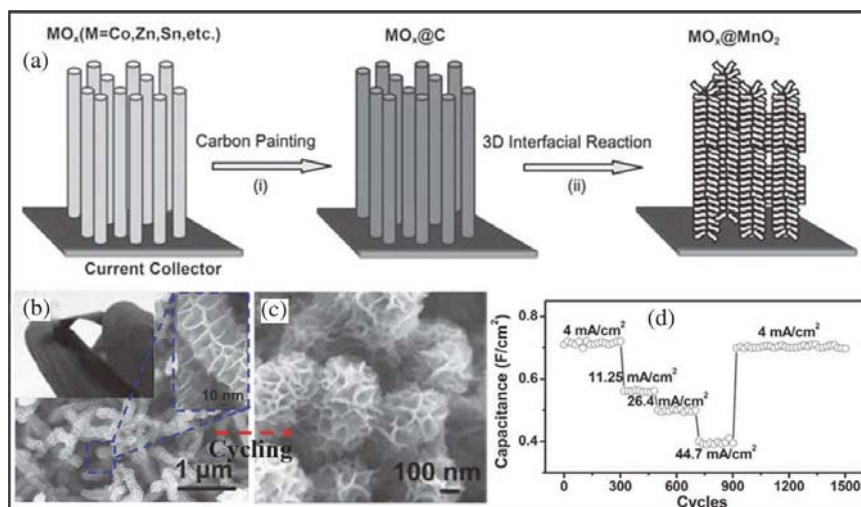 MOₓ(M=Co,Zn,Sn,etc.)
MOₓ@C
MOₓ@MnO₂
(a)
Carbon Painting
(i)
3D Interfacial Reaction
(ii)
Current Collector
(b)
10 nm
1 μm
Cycling
(c)
100 nm
(d)
Capacitance (F/cm²)
0.8
0.6
0.4
4 mA/cm²
11.25 mA/cm²
26.4 mA/cm²
44.7 mA/cm²
4 mA/cm²
0 300 600 900 1200 1500
Cycles